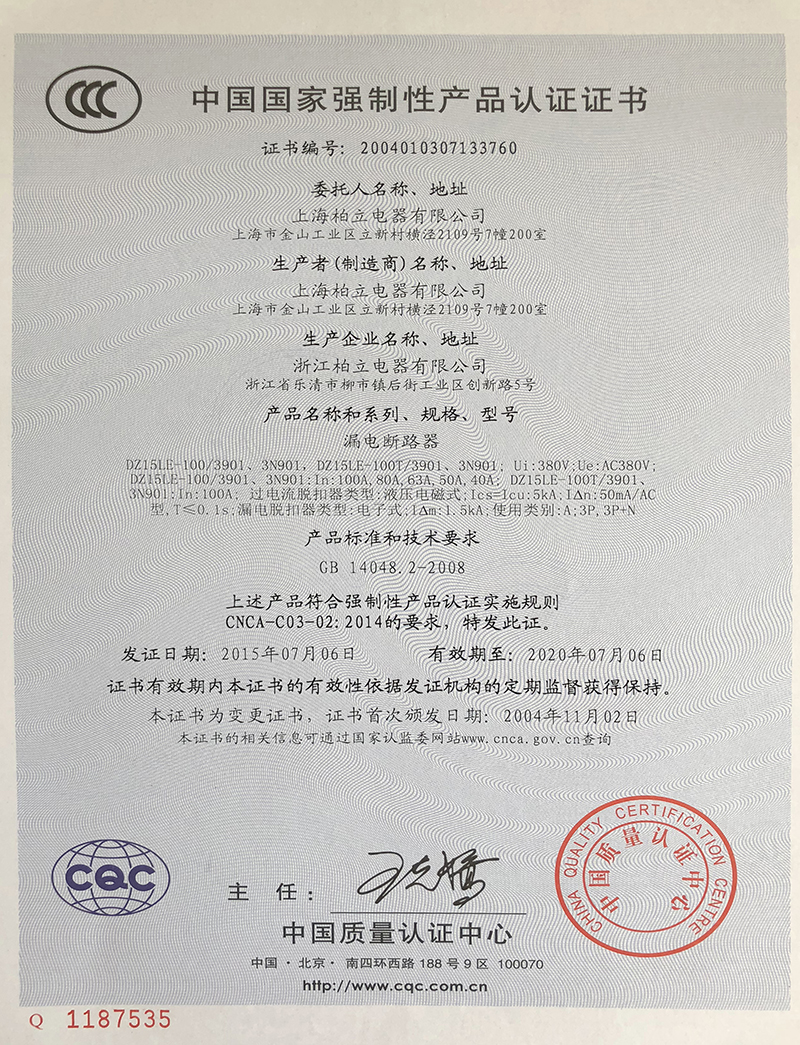 CCC
中国国家强制性产品认证证书
证书编号: 2004010307133760
委托人名称、地址
上海柏立电器有限公司
上海市金山工业区立新村横泾2109号7幢200室
生产者(制造商)名称、地址
上海柏立电器有限公司
上海市金山工业区立新村横泾2109号7幢200室
生产企业名称、地址
浙江柏立电器有限公司
浙江省乐清市柳市镇后街工业区创新路5号
产品名称和系列、规格、型号
漏电断路器
DZ15LE-100/3901、3N901, DZ15LE-100T/3901、3N901; Ui:380V;Ue:AC380V;
DZ15LE-100/3901、3N901:In:100A,80A,63A,50A,40A; DZ15LE-100T/3901、
3N901:In:100A; 过电流脱扣器类型:液压电磁式;Ics=Icu:5kA;IΔn:50mA/AC
型,T≤0.1s;漏电脱扣器类型:电子式;IΔm:1.5kA;使用类别:A;3P,3P+N
产品标准和技术要求
GB 14048.2-2008
上述产品符合强制性产品认证实施规则
CNCA-C03-02:2014的要求，特发此证。
发证日期: 2015年07月06日 有效期至: 2020年07月06日
证书有效期内本证书的有效性依据发证机构的定期监督获得保持。
本证书为变更证书，证书首次颁发日期: 2004年11月02日
本证书的相关信息可通过国家认监委网站www.cnca.gov.cn查询
CQC
主 任:
王克娇
中国质量认证中心
中国·北京·南四环西路188号9区 100070
http://www.cqc.com.cn
CHINA QUALITY CERTIFICATION CENTRE
中国质量认证中心
Q 1187535